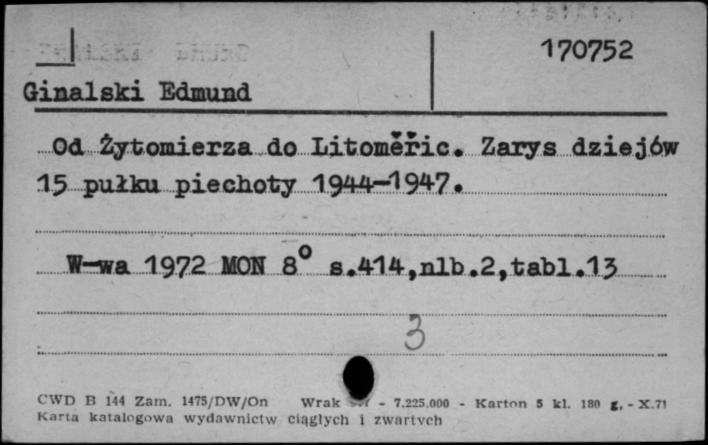 170752
Ginalski Edmund
Od Żytomierza do Litoměřic. Zarys dziejów
15 pułku piechoty 1944-1947.
W-wa 1972 MON 8° s.414,nlb.2,tabl.13
3
CWD B 144 Zam. 1475/DW/On Wrak - 7.225.000 - Karton 5 kl. 180 g, - X.71
Karta katalogowa wydawnictw ciągłych i zwartych